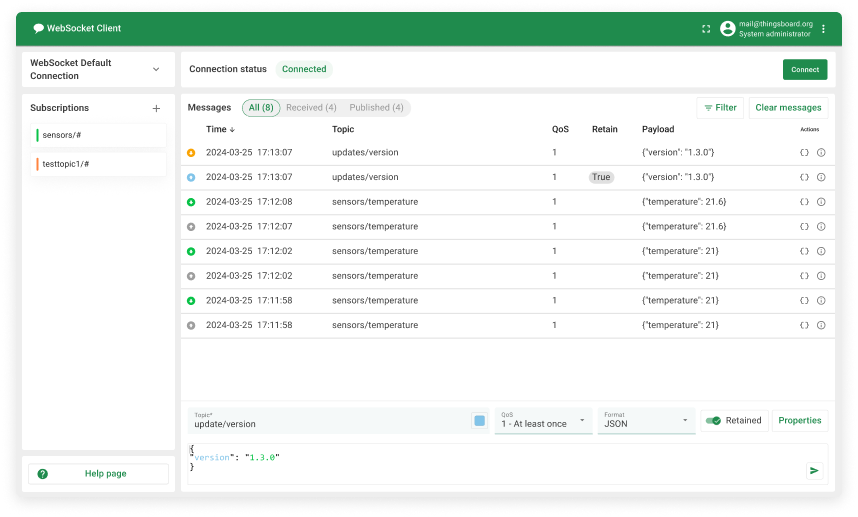 WebSocket Client
mail@thingsboard.org
System administrator
WebSocket Default
Connection
Connection status Connected
Connect
Subscriptions
sensors/#
testtopic1/#
Help page
Messages All (8) Received (4) Published (4) Filter Clear messages
Time Topic QoS Retain Payload Actions
2024-03-25 17:13:07 updates/version 1 {"version": "1.3.0"}
2024-03-25 17:13:07 updates/version 1 True {"version": "1.3.0"}
2024-03-25 17:12:08 sensors/temperature 1 {"temperature": 21.6}
2024-03-25 17:12:07 sensors/temperature 1 {"temperature": 21.6}
2024-03-25 17:12:02 sensors/temperature 1 {"temperature": 21}
2024-03-25 17:12:02 sensors/temperature 1 {"temperature": 21}
2024-03-25 17:11:58 sensors/temperature 1 {"temperature": 21}
2024-03-25 17:11:58 sensors/temperature 1 {"temperature": 21}
Topic* QoS Format
update/version 1 - At least once JSON Retained Properties
{
"version": "1.3.0"
}